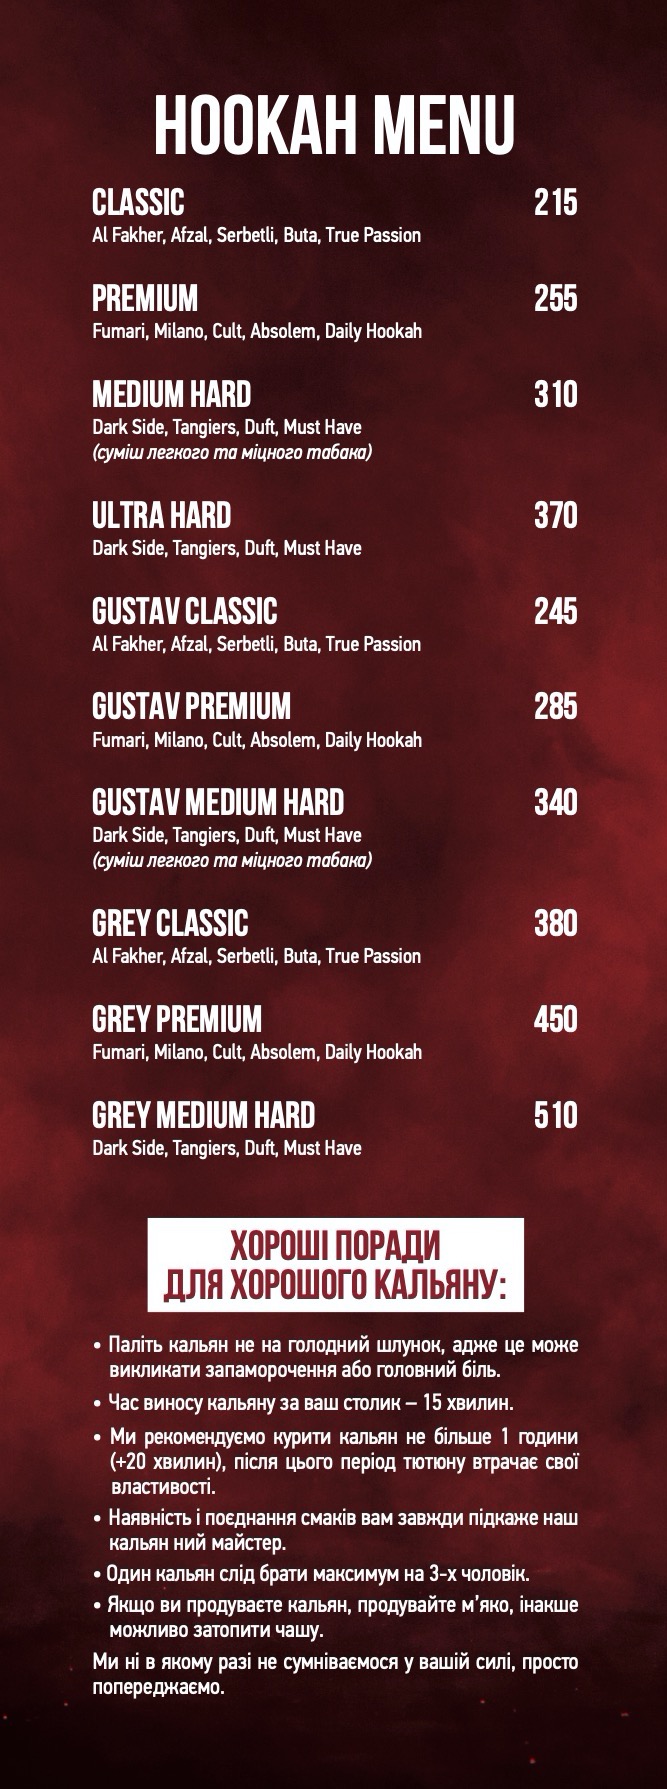 HOOKAH MENU
CLASSIC 215
Al Fakher, Afzal, Serbetli, Buta, True Passion
PREMIUM 255
Fumari, Milano, Cult, Absolem, Daily Hookah
MEDIUM HARD 310
Dark Side, Tangiers, Duft, Must Have
(суміш легкого та міцного табака)
ULTRA HARD 370
Dark Side, Tangiers, Duft, Must Have
GUSTAV CLASSIC 245
Al Fakher, Afzal, Serbetli, Buta, True Passion
GUSTAV PREMIUM 285
Fumari, Milano, Cult, Absolem, Daily Hookah
GUSTAV MEDIUM HARD 340
Dark Side, Tangiers, Duft, Must Have
(суміш легкого та міцного табака)
GREY CLASSIC 380
Al Fakher, Afzal, Serbetli, Buta, True Passion
GREY PREMIUM 450
Fumari, Milano, Cult, Absolem, Daily Hookah
GREY MEDIUM HARD 510
Dark Side, Tangiers, Duft, Must Have
ХОРОШІ ПОРАДИ
ДЛЯ ХОРОШОГО КАЛЬЯНУ:
• Паліть кальян не на голодний шлунок, адже це може
викликати запаморочення або головний біль.
• Час виносу кальяну за ваш столик – 15 хвилин.
• Ми рекомендуємо курити кальян не більше 1 години
(+20 хвилин), після цього період тютюну втрачає свої
властивості.
• Наявність і поєднання смаків вам завжди підкаже наш
кальян ний майстер.
• Один кальян слід брати максимум на 3-х чоловік.
• Якщо ви продуваєте кальян, продувайте м'яко, інакше
можливо затопити чашу.
Ми ні в якому разі не сумніваємося у вашій силі, просто
попереджаємо.